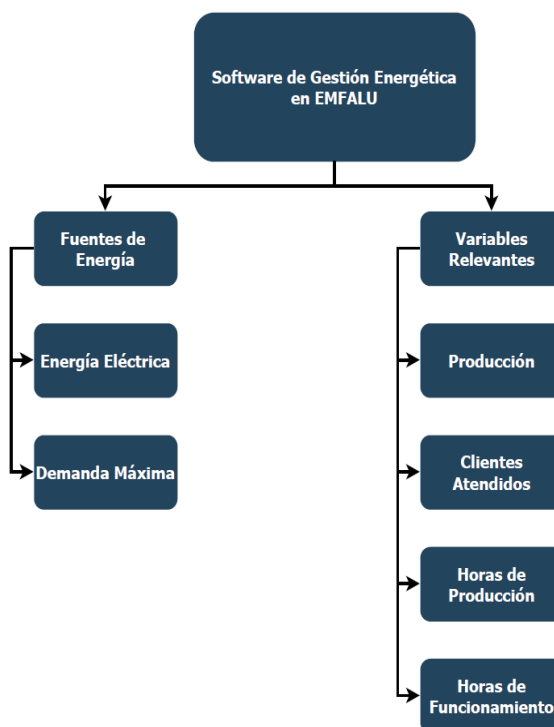 Software de Gestión Energética
en EMFALU
Fuentes de
Energía
Energía Eléctrica
Demanda Máxima
Variables
Relevantes
Producción
Clientes
Atendidos
Horas de
Producción
Horas de
Funcionamiento